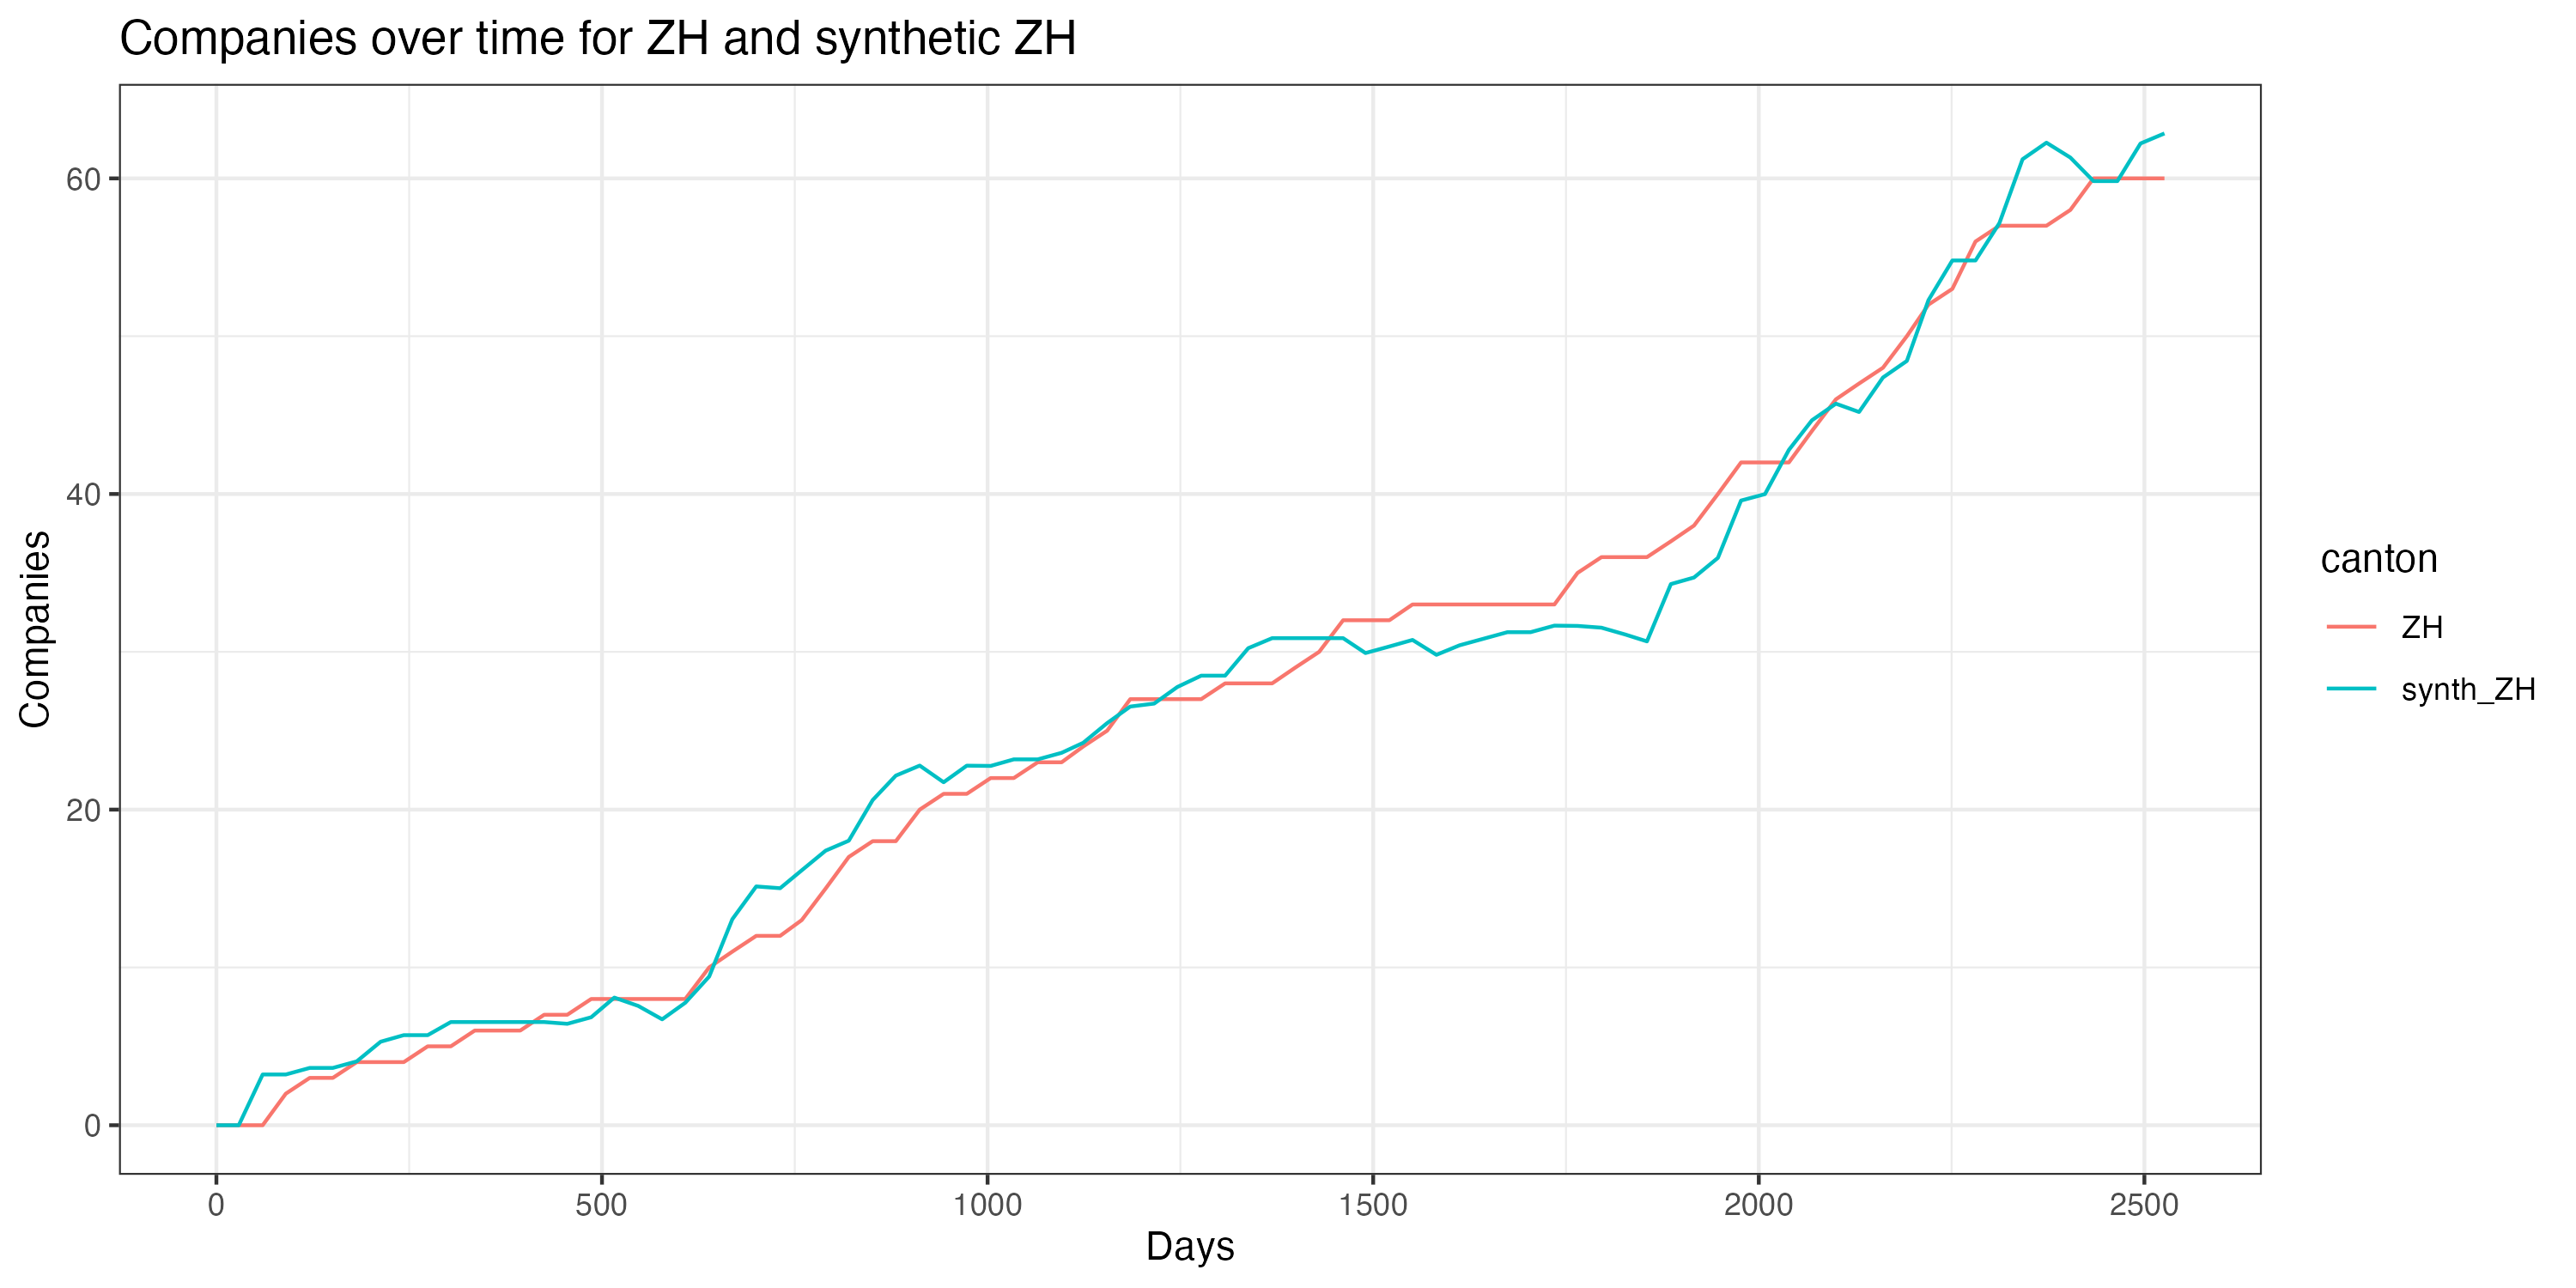 Companies over time for ZH and synthetic ZH
60
40
20
0
Companies
0 500 1000 1500 2000 2500
Days
canton
ZH
synth_ZH